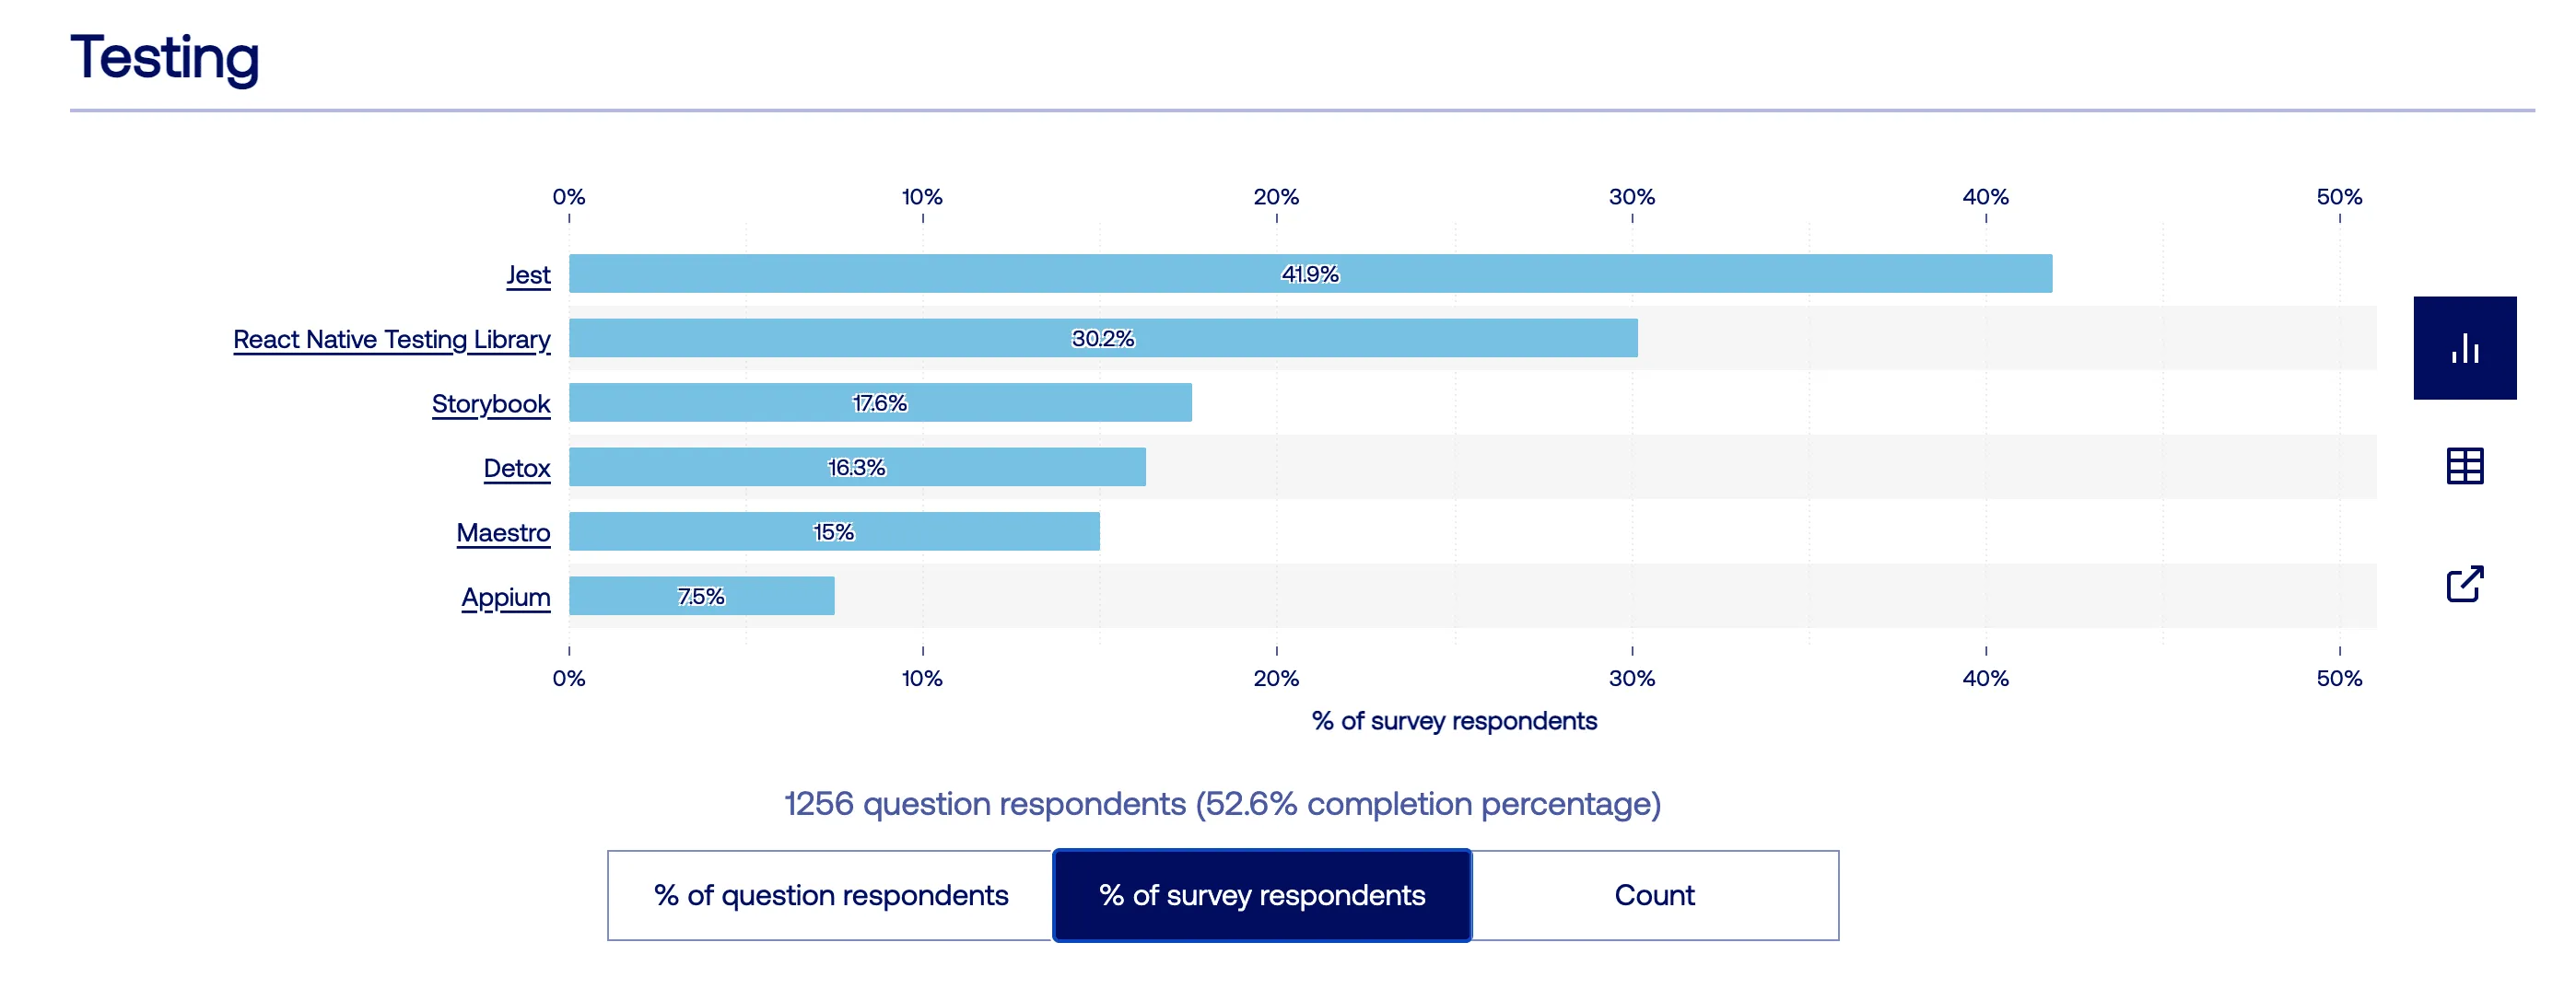 Testing
0% 10% 20% 30% 40% 50%
Jest 41.9%
React Native Testing Library 30.2%
Storybook 17.6%
Detox 16.3%
Maestro 15%
Appium 7.5%
0% 10% 20% 30% 40% 50%
% of survey respondents
1256 question respondents (52.6% completion percentage)
% of question respondents % of survey respondents Count